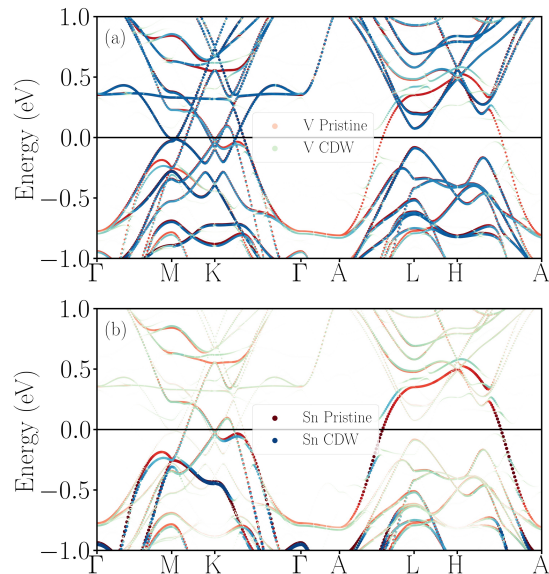 1.0
(a)
0.5
V Pristine
0.0
V CDW
−0.5
−1.0
Γ M K Γ A L H A
Energy (eV)
1.0
(b)
0.5
Sn Pristine
0.0
Sn CDW
−0.5
−1.0
Γ M K Γ A L H A
Energy (eV)